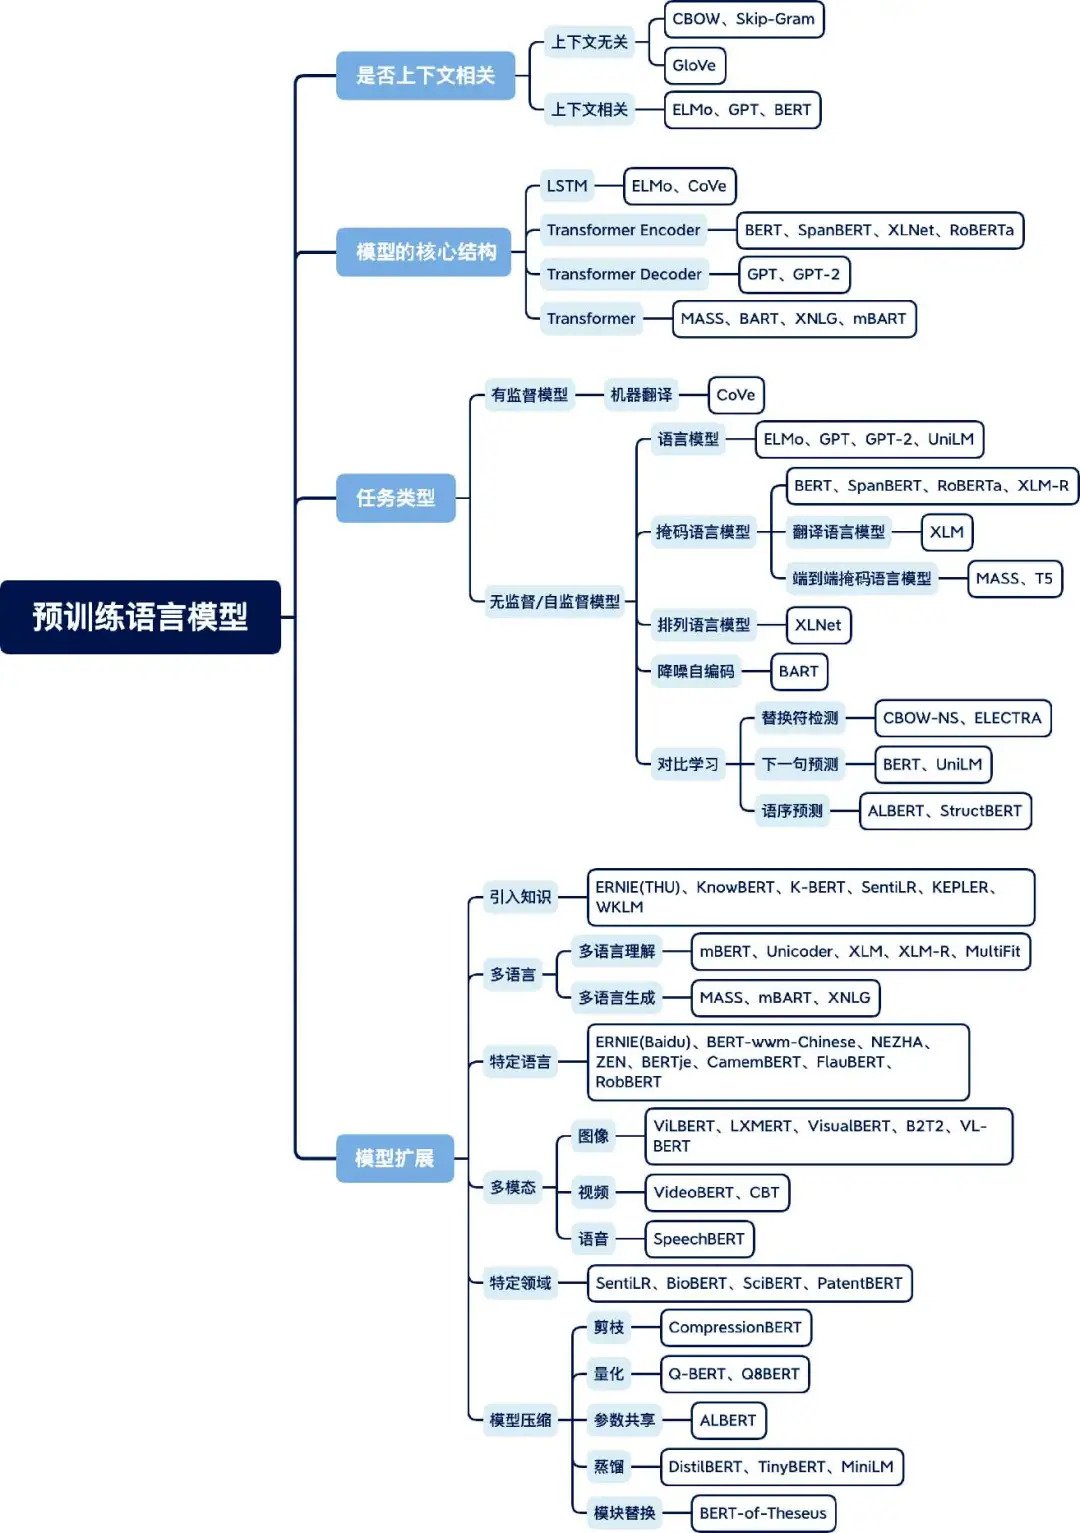 预训练语言模型
是否上下文相关
上下文无关
CBOW、Skip-Gram
GloVe
上下文相关
ELMo、GPT、BERT
模型的核心结构
LSTM
ELMo、CoVe
Transformer Encoder
BERT、SpanBERT、XLNet、RoBERTa
Transformer Decoder
GPT、GPT-2
Transformer
MASS、BART、XNLG、mBART
任务类型
有监督模型
机器翻译
CoVe
无监督/自监督模型
语言模型
ELMo、GPT、GPT-2、UniLM
掩码语言模型
BERT、SpanBERT、RoBERTa、XLM-R
翻译语言模型
XLM
端到端掩码语言模型
MASS、T5
排列语言模型
XLNet
降噪自编码
BART
对比学习
替换符检测
CBOW-NS、ELECTRA
下一句预测
BERT、UniLM
语序预测
ALBERT、StructBERT
模型扩展
引入知识
ERNIE(THU)、KnowBERT、K-BERT、SentiLR、KEPLER、
WKLM
多语言
多语言理解
mBERT、Unicoder、XLM、XLM-R、MultiFit
多语言生成
MASS、mBART、XNLG
特定语言
ERNIE(Baidu)、BERT-wwm-Chinese、NEZHA、
ZEN、BERTje、CamemBERT、FlauBERT、
RobBERT
多模态
图像
ViLBERT、LXMERT、VisualBERT、B2T2、VL-
BERT
视频
VideoBERT、CBT
语音
SpeechBERT
特定领域
SentiLR、BioBERT、SciBERT、PatentBERT
模型压缩
剪枝
CompressionBERT
量化
Q-BERT、Q8BERT
参数共享
ALBERT
蒸馏
DistilBERT、TinyBERT、MiniLM
模块替换
BERT-of-Theseus